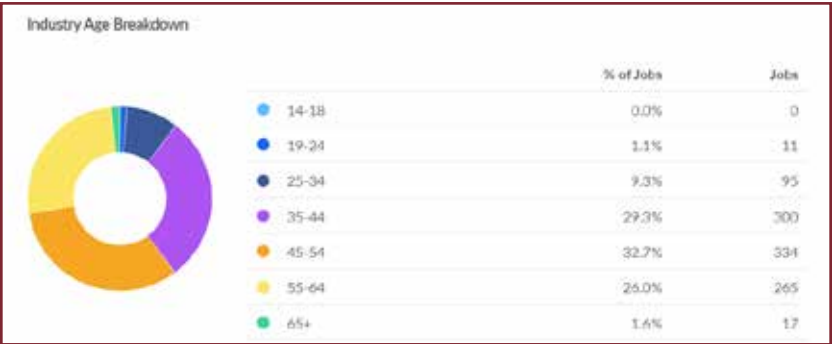 Industry Age Breakdown
% of Jobs Jobs
14-18 0.0% 0
19-24 1.1% 11
25-34 9.3% 95
35-44 29.3% 300
45-54 32.7% 334
55-64 26.0% 265
65+ 1.6% 17